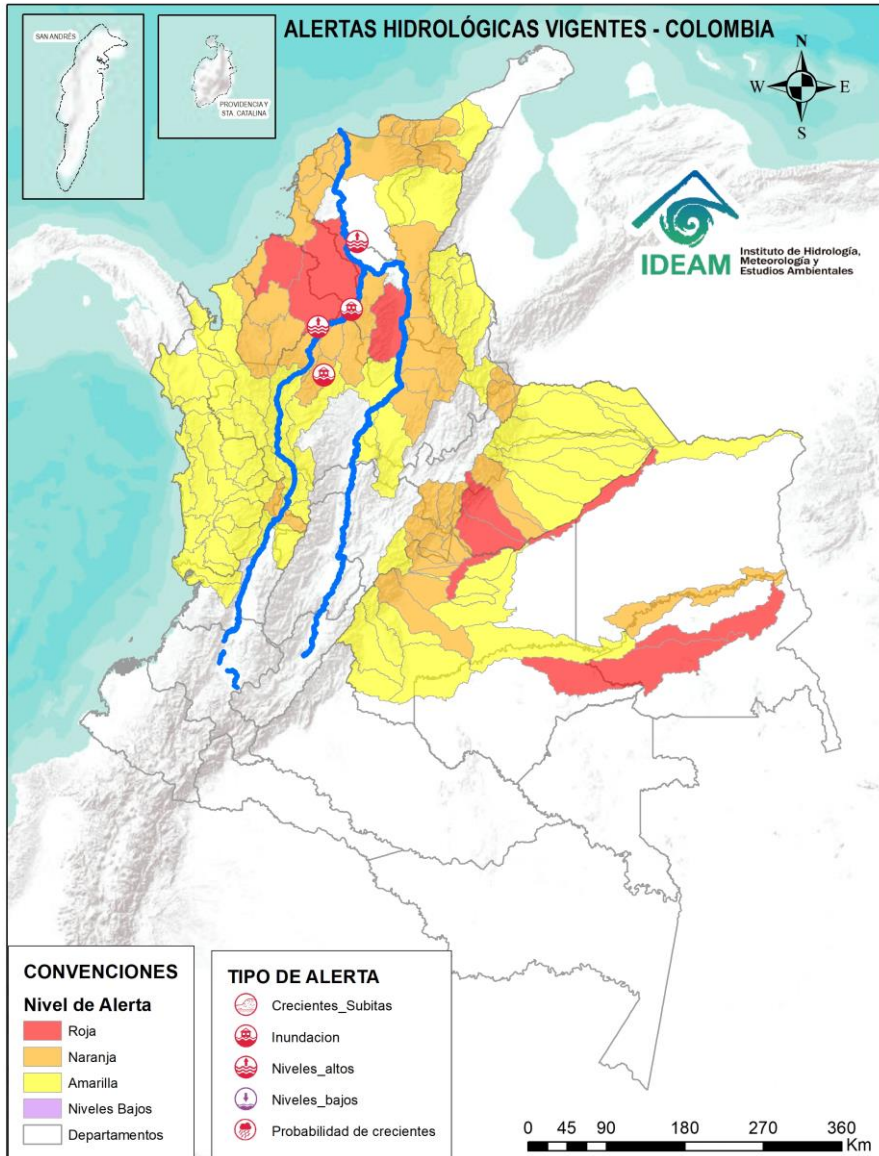 ALERTAS HIDROLÓGICAS VIGENTES - COLOMBIA
SAN ANDRÉS
PROVIDENCIA Y
STA. CATALINA
N
W
E
S
IDEAM
Instituto de Hidrología,
Meteorología y
Estudios Ambientales
CONVENCIONES
Nivel de Alerta
Roja
Naranja
Amarilla
Niveles Bajos
Departamentos
TIPO DE ALERTA
Crecientes_Subitas
Inundacion
Niveles_altos
Niveles_bajos
Probabilidad de crecientes
0 45 90 180 270 360
Km